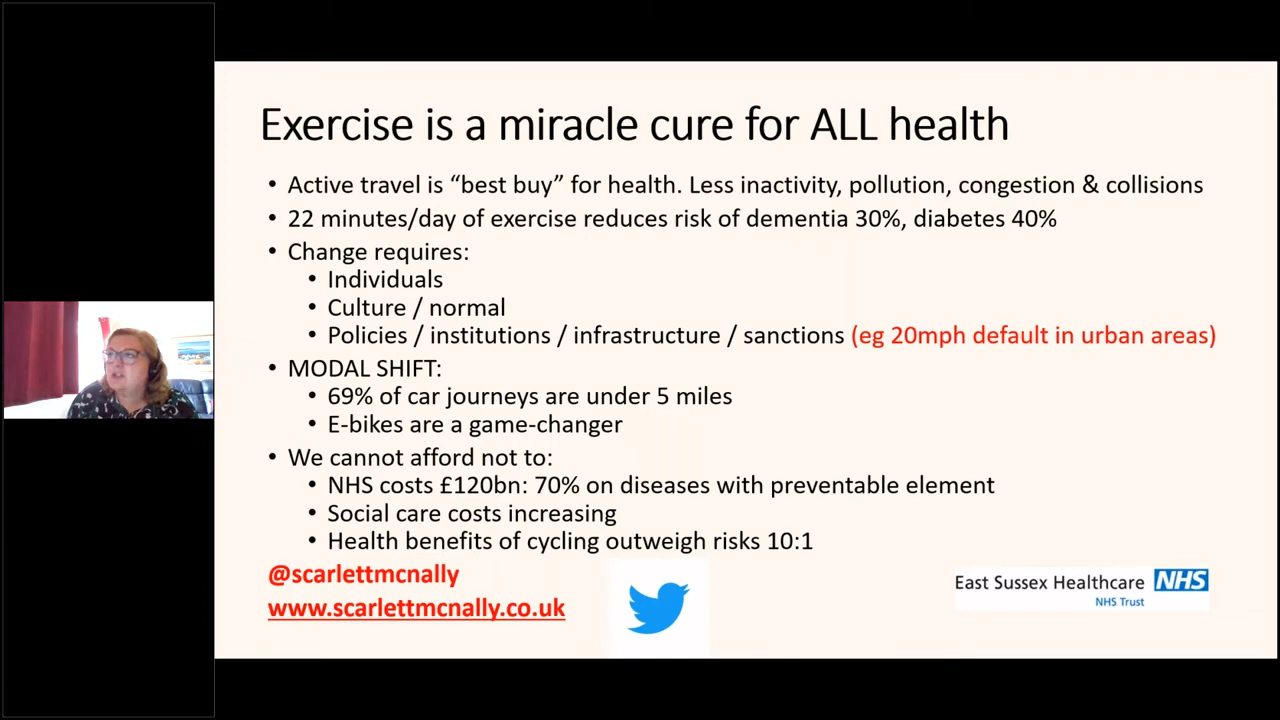 Exercise is a miracle cure for ALL health
• Active travel is “best buy” for health. Less inactivity, pollution, congestion & collisions
• 22 minutes/day of exercise reduces risk of dementia 30%, diabetes 40%
• Change requires:
• Individuals
• Culture / normal
• Policies / institutions / infrastructure / sanctions (eg 20mph default in urban areas)
• MODAL SHIFT:
• 69% of car journeys are under 5 miles
• E-bikes are a game-changer
• We cannot afford not to:
• NHS costs £120bn: 70% on diseases with preventable element
• Social care costs increasing
• Health benefits of cycling outweigh risks 10:1
@scarlettmcnally
www.scarlettmcnally.co.uk
East Sussex Healthcare NHS
NHS Trust